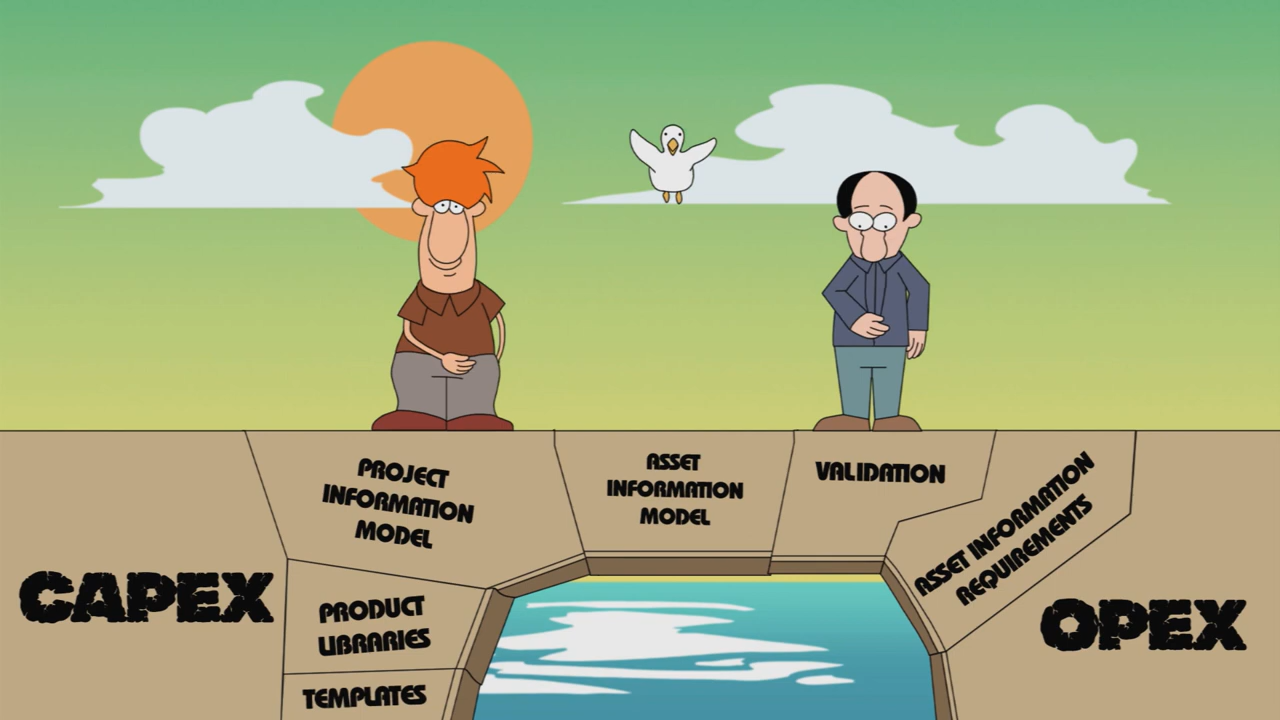 PROJECT
INFORMATION
MODEL
ASSET
INFORMATION
MODEL
VALIDATION
ASSET INFORMATION
REQUIREMENTS
CAPEX
PRODUCT
LIBRARIES
OPEX
TEMPLATES